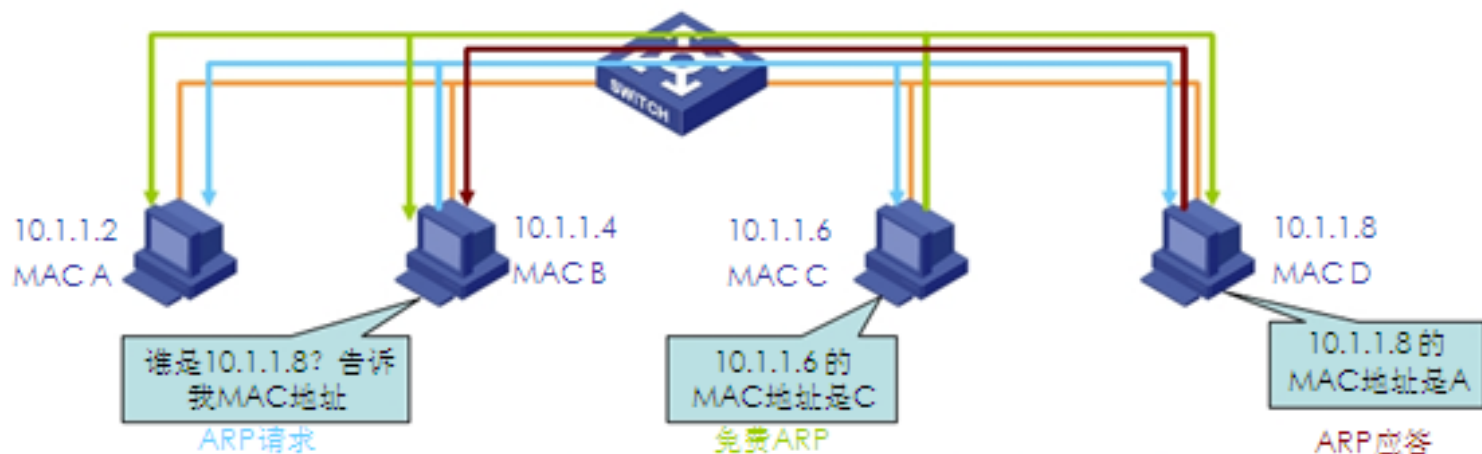 SWITCH
10.1.1.2
MAC A
10.1.1.4
MAC B
10.1.1.6
MAC C
10.1.1.8
MAC D
谁是10.1.1.8？告诉
我MAC地址
ARP请求
10.1.1.6 的
MAC地址是C
免费ARP
10.1.1.8 的
MAC地址是A
ARP应答